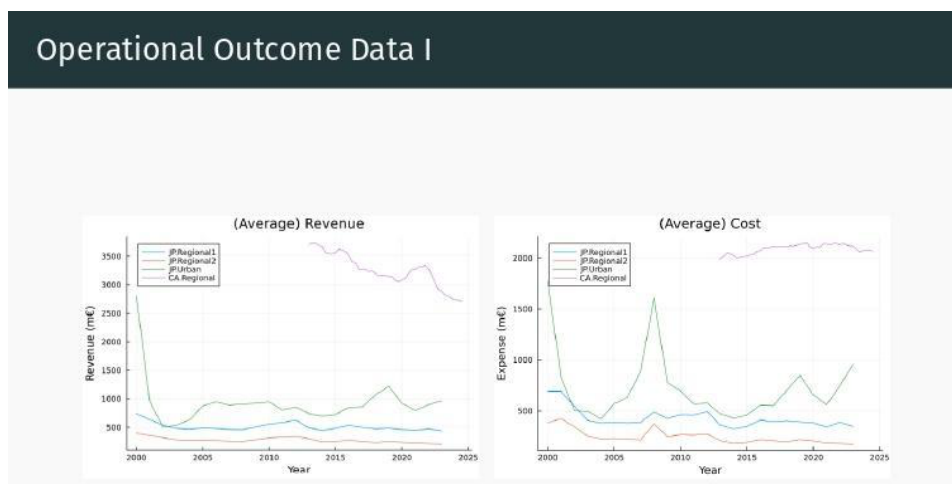 Operational Outcome Data I
(Average) Revenue
Revenue (m€)
3500
3000
2500
2000
1500
1000
500
JP.Regional1
JP.Regional2
JP.Urban
CA.Regional
2000
2005
2010
2015
2020
2025
Year
(Average) Cost
Expense (m€)
2000
1500
1000
500
JP.Regional1
JP.Regional2
JP.Urban
CA.Regional
2000
2005
2010
2015
2020
2025
Year